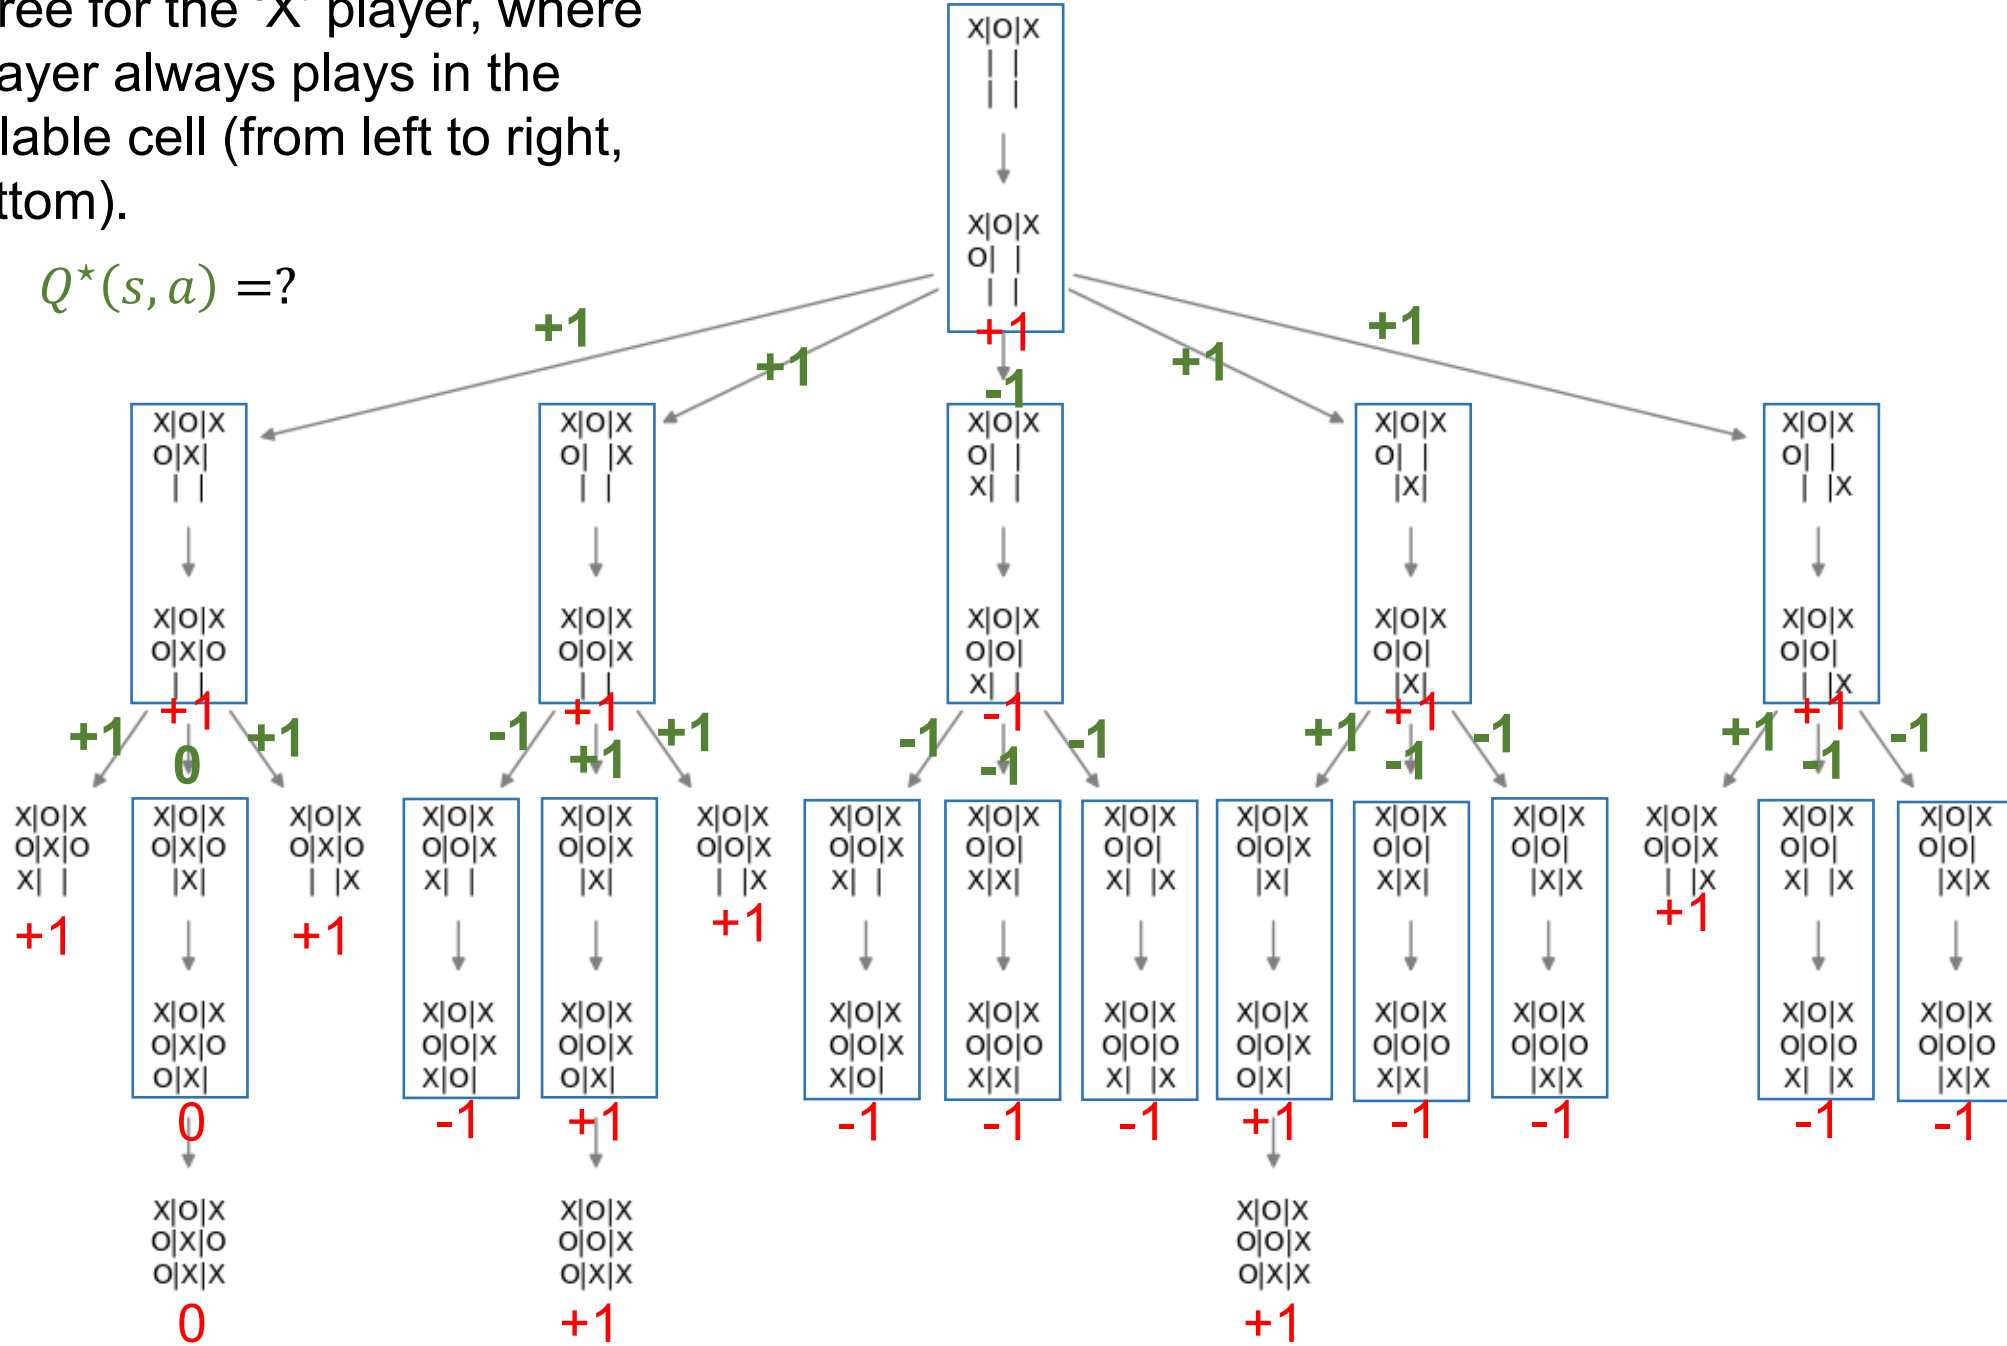 ree for the 'X' player, where
ayer always plays in the
lable cell (from left to right,
ttom).
Q*(s, a) =?
X|O|X
| |
| |
X|O|X
O| |
| |
+1
+1 +1 -1 +1 +1
X|O|X X|O|X X|O|X X|O|X X|O|X
O|X| O| |X O| | O| | O| |
| | | | X| | |X| | |X
X|O|X X|O|X X|O|X X|O|X X|O|X
O|X|O O|O|X O|O| O|O| O|O|
| | | | X| | |X| | |X
+1 +1 -1 +1 +1
+1 0 +1 -1 +1 +1 -1 -1 -1 +1 -1 -1 +1 -1 -1
X|O|X X|O|X X|O|X X|O|X X|O|X X|O|X X|O|X X|O|X X|O|X X|O|X X|O|X X|O|X X|O|X X|O|X X|O|X
O|X|O O|X|O O|X|O O|O|X O|O|X O|O|X O|O|X O|O| O|O| O|O|X O|O| O|O| O|O|X O|O| O|O|
X| | |X| | |X X| | |X| | |X X| | X|X| X| |X |X| X|X| |X|X | |X X| |X |X|X
+1 +1 +1 +1
X|O|X X|O|X X|O|X X|O|X X|O|X X|O|X X|O|X X|O|X X|O|X X|O|X X|O|X
O|X|O O|O|X O|O|X O|O|X O|O|O O|O|O O|O|X O|O|O O|O|O O|O|O O|O|O
O|X| X|O| O|X| X|O| X|X| X| |X O|X| X|X| |X|X X| |X |X|X
0 -1 +1 -1 -1 -1 +1 -1 -1 -1 -1
X|O|X X|O|X X|O|X
O|X|O O|O|X O|O|X
O|X|X O|X|X O|X|X
0 +1 +1